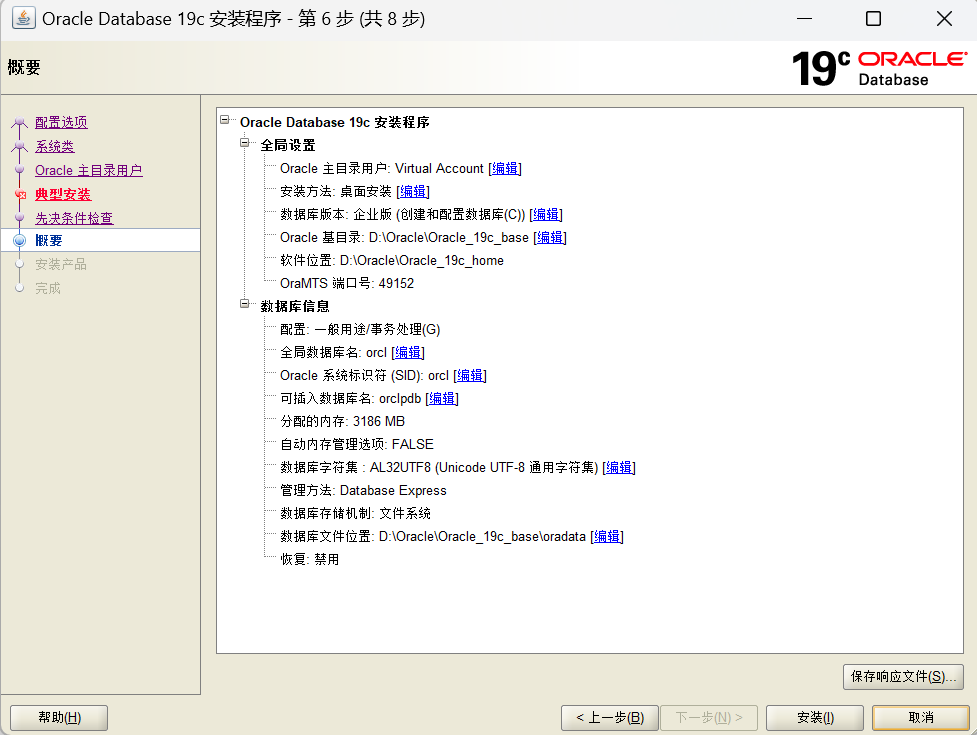 Oracle Database 19c 安装程序 - 第 6 步 (共 8 步)
概要
19c ORACLE Database
配置选项
系统类
Oracle 主目录用户
典型安装
先决条件检查
概要
安装产品
完成
Oracle Database 19c 安装程序
全局设置
Oracle 主目录用户: Virtual Account [编辑]
安装方法: 桌面安装 [编辑]
数据库版本: 企业版 (创建和配置数据库(C)) [编辑]
Oracle 基目录: D:\Oracle\Oracle_19c_base [编辑]
软件位置: D:\Oracle\Oracle_19c_home
OraMTS 端口号: 49152
数据库信息
配置: 一般用途/事务处理(G)
全局数据库名: orcl [编辑]
Oracle 系统标识符 (SID): orcl [编辑]
可插入数据库名: orclpdb [编辑]
分配的内存: 3186 MB
自动内存管理选项: FALSE
数据库字符集 : AL32UTF8 (Unicode UTF-8 通用字符集) [编辑]
管理方法: Database Express
数据库存储机制: 文件系统
数据库文件位置: D:\Oracle\Oracle_19c_base\oradata [编辑]
恢复: 禁用
保存响应文件(S)...
帮助(H)
< 上一步(B)
下一步(N) >
安装(I)
取消